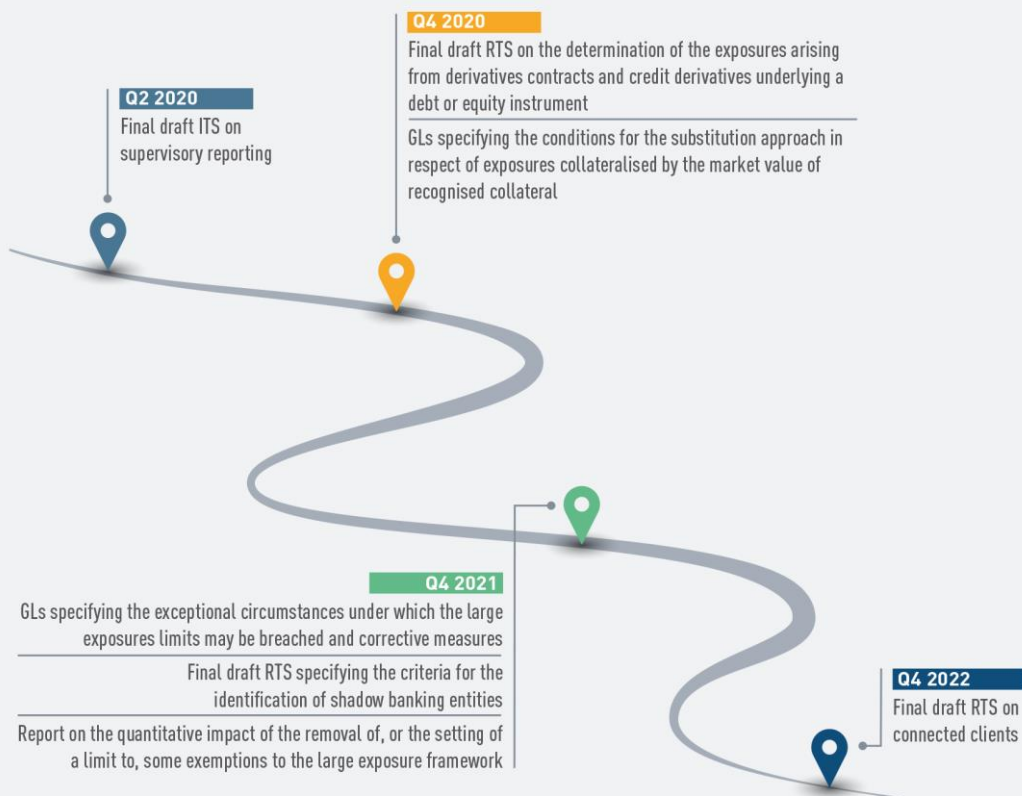 Q4 2020
Final draft RTS on the determination of the exposures arising
from derivatives contracts and credit derivatives underlying a
debt or equity instrument
GLs specifying the conditions for the substitution approach in
respect of exposures collateralised by the market value of
recognised collateral
Q2 2020
Final draft ITS on
supervisory reporting
Q4 2021
GLs specifying the exceptional circumstances under which the large
exposures limits may be breached and corrective measures
Final draft RTS specifying the criteria for the
identification of shadow banking entities
Report on the quantitative impact of the removal of, or the setting of
a limit to, some exemptions to the large exposure framework
Q4 2022
Final draft RTS on
connected clients